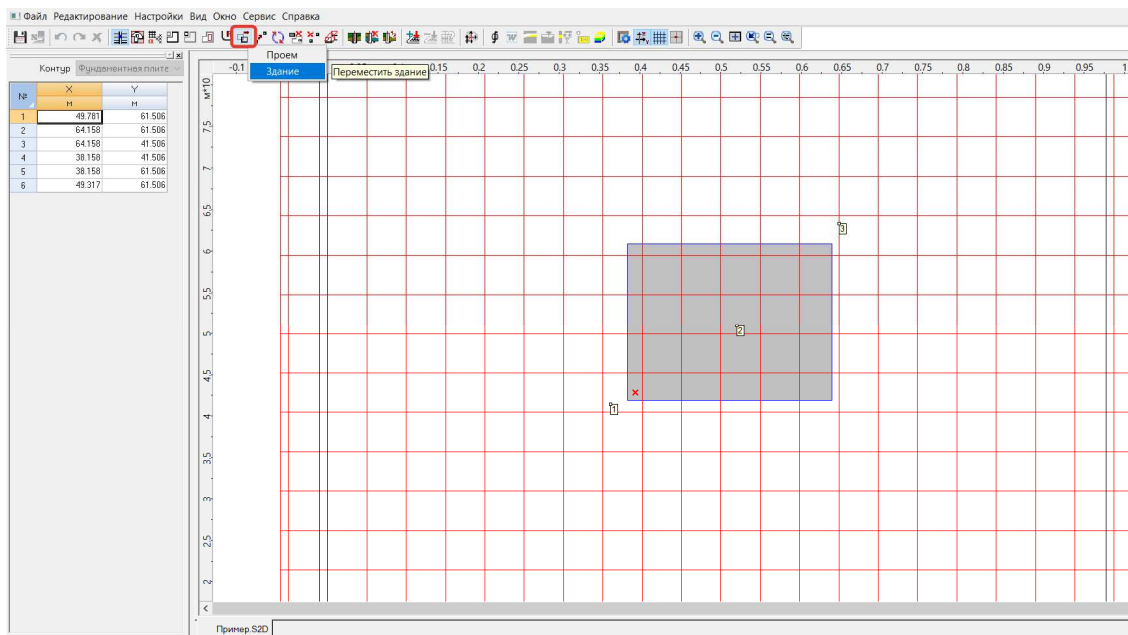 Файл Редактирование Настройки Вид Окно Сервис Справка
Проем
Здание
Переместить здание
Контур Фундаментная плита
№ X Y
м м
1 49.781 61.506
2 64.158 61.506
3 64.158 41.506
4 38.158 41.506
5 38.158 61.506
6 49.317 61.506
-0.1 0.15 0.2 0.25 0.3 0.35 0.4 0.45 0.5 0.55 0.6 0.65 0.7 0.75 0.8 0.85 0.9 0.95 1
м*10
7.5
7
6.5
6
5.5
5
4.5
4
3.5
3
2.5
2
3
2
1
Пример.S2D